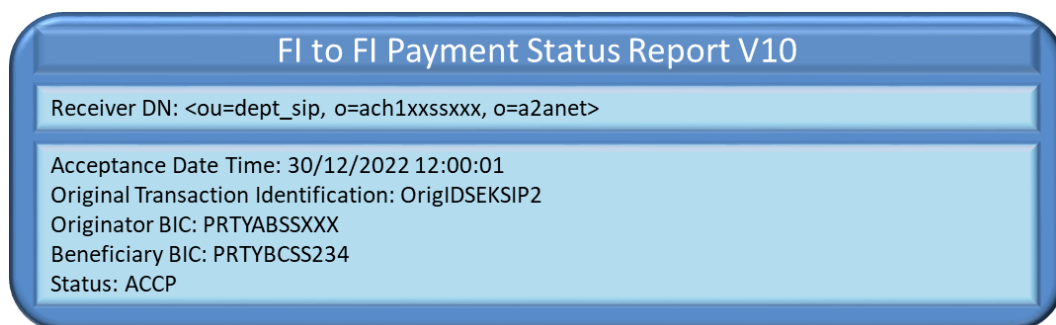 FI to FI Payment Status Report V10
Receiver DN: <ou=dept_sip, o=ach1xxssxxx, o=a2anet>
Acceptance Date Time: 30/12/2022 12:00:01
Original Transaction Identification: OrigIDSEKSIP2
Originator BIC: PRTYABSSXXX
Beneficiary BIC: PRTYBCSS234
Status: ACCP